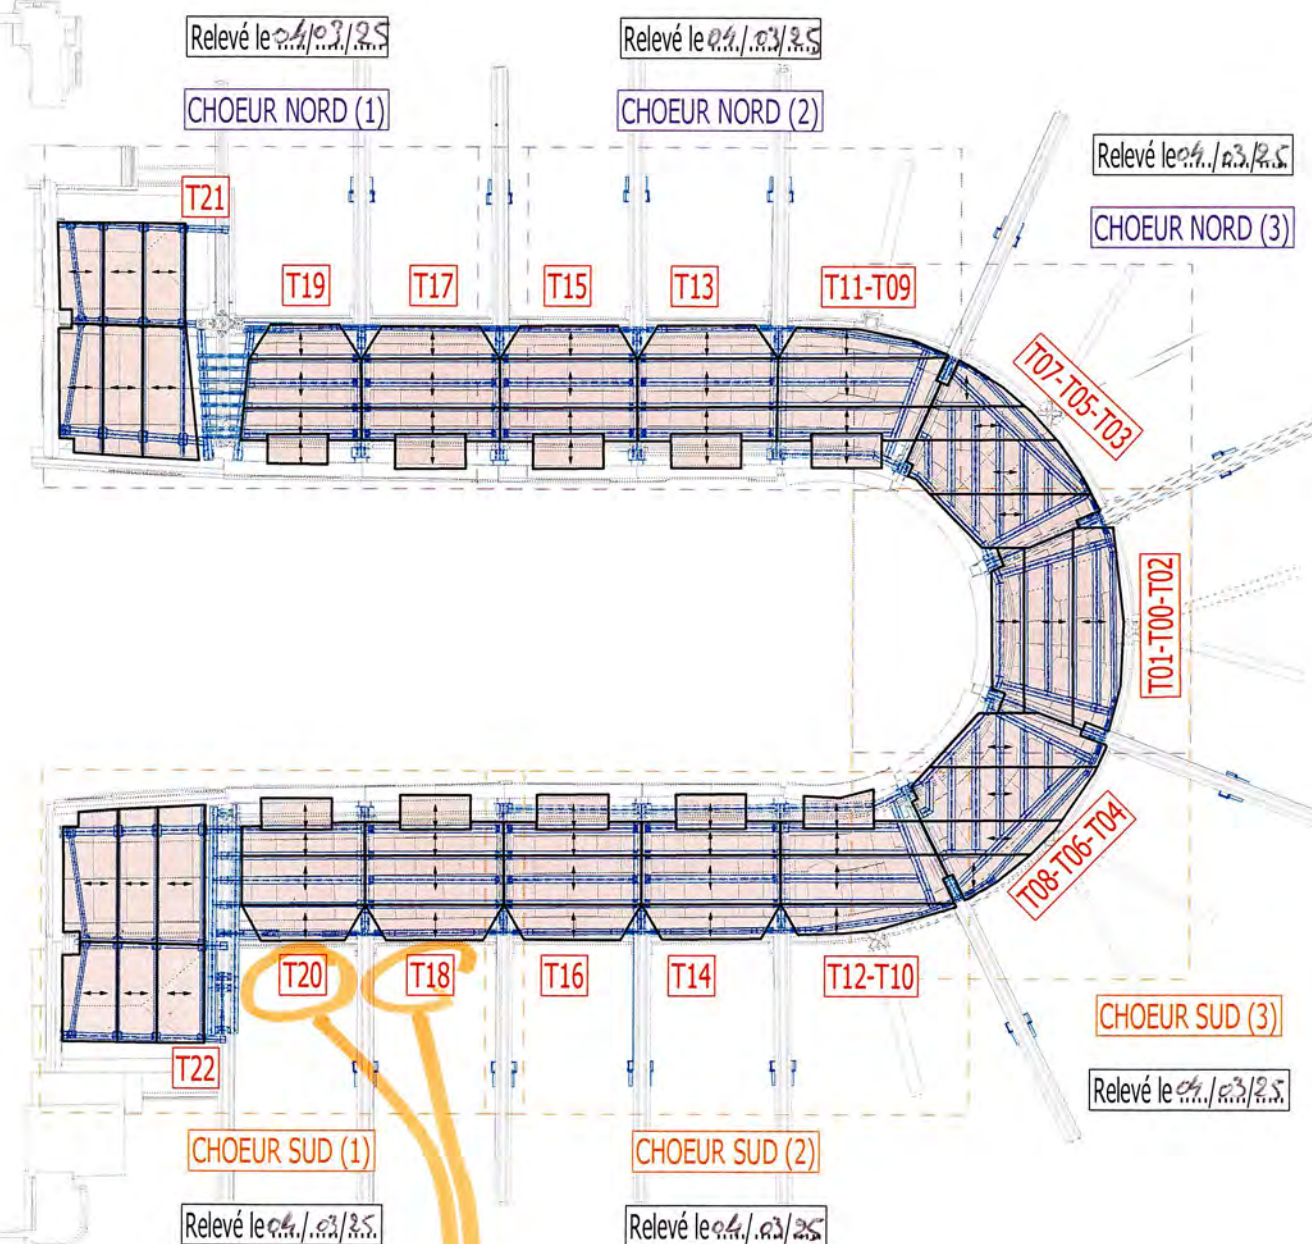 Relevé le 04/03/25
Relevé le 04/03/25
CHOEUR NORD (1)
CHOEUR NORD (2)
Relevé le 04/03/25
CHOEUR NORD (3)
T21
T19
T17
T15
T13
T11-T09
T07-T05-T03
T01-T00-T02
T08-T06-T04
T20
T18
T16
T14
T12-T10
T22
CHOEUR SUD (3)
Relevé le 04/03/25
CHOEUR SUD (1)
CHOEUR SUD (2)
Relevé le 04/03/25
Relevé le 04/03/25